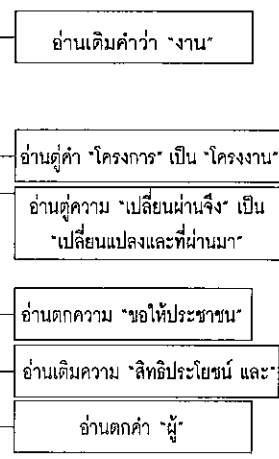 อ่านเติมคำว่า "งาน"
อ่านตู่คำ "โครงการ" เป็น "โครงงาน"
อ่านตู่ความ "เปลี่ยนผ่านจึง" เป็น
"เปลี่ยนแปลงและที่ผ่านมา"
อ่านตกความ "ขอให้ประชาชน"
อ่านเติมความ "สิทธิประโยชน์ และ"
อ่านตกคำ "ผู้"